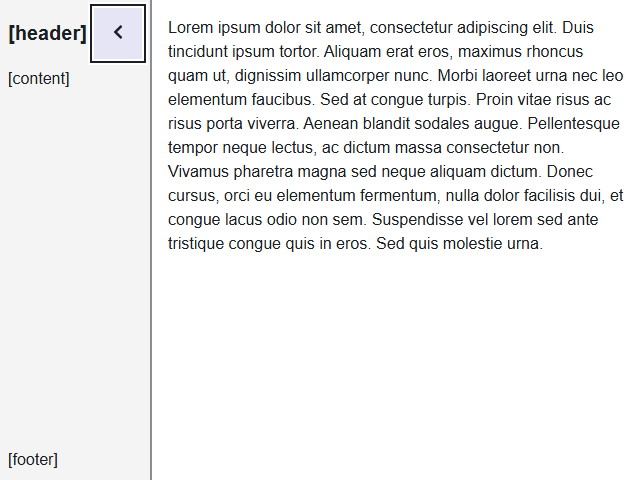 [header]
[content]
[footer]
Lorem ipsum dolor sit amet, consectetur adipiscing elit. Duis
tincidunt ipsum tortor. Aliquam erat eros, maximus rhoncus
quam ut, dignissim ullamcorper nunc. Morbi laoreet urna nec leo
elementum faucibus. Sed at congue turpis. Proin vitae risus ac
risus porta viverra. Aenean blandit sodales augue. Pellentesque
tempor neque lectus, ac dictum massa consectetur non.
Vivamus pharetra magna sed neque aliquam dictum. Donec
cursus, orci eu elementum fermentum, nulla dolor facilisis dui, et
congue lacus odio non sem. Suspendisse vel lorem sed ante
tristique congue quis in eros. Sed quis molestie urna.